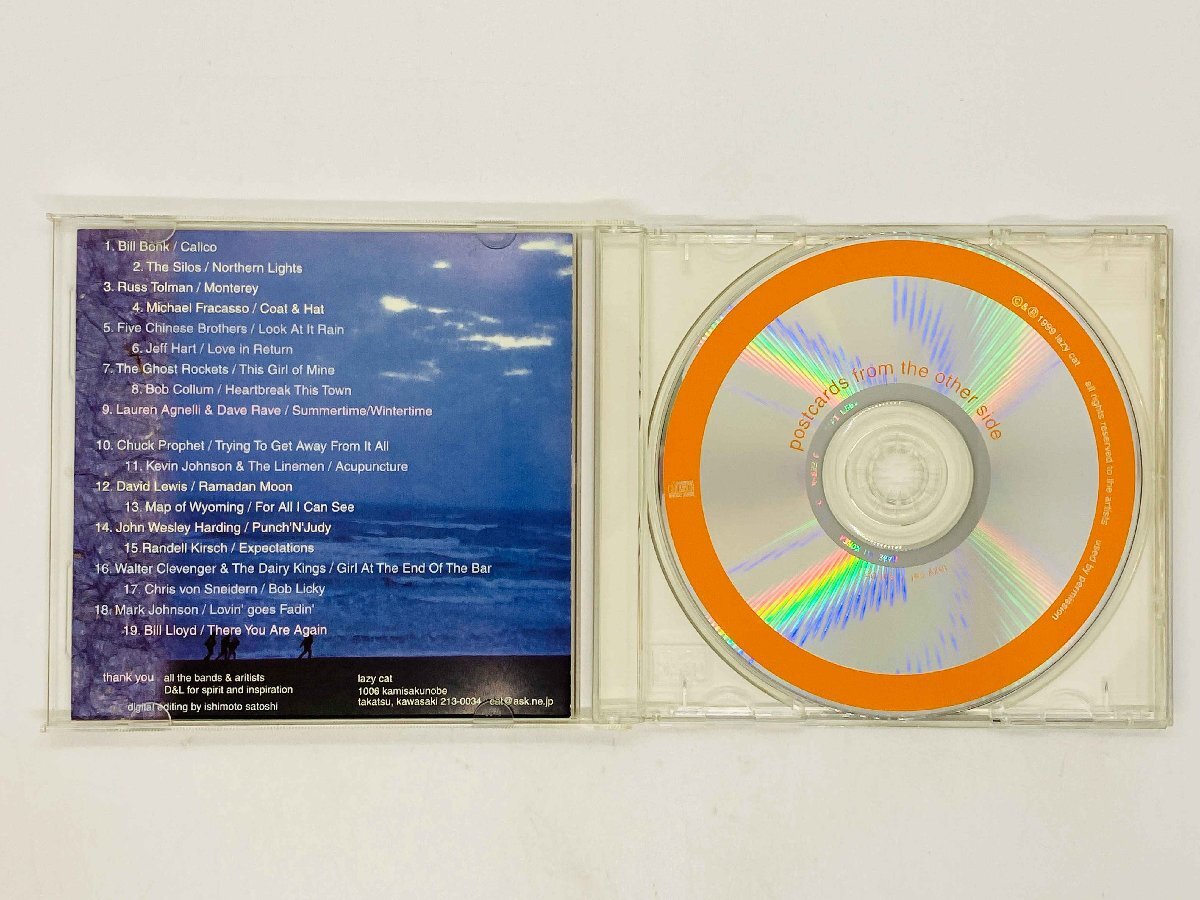 1. Bill Bonk / Calico
2. The Silos / Northern Lights
3. Russ Tolman / Monterey
4. Michael Fracasso / Coat & Hat
5. Five Chinese Brothers / Look At It Rain
6. Jeff Hart / Love in Return
7. The Ghost Rockets / This Girl of Mine
8. Bob Collum / Heartbreak This Town
9. Lauren Agnelli & Dave Rave / Summertime/Wintertime
10. Chuck Prophet / Trying To Get Away From It All
11. Kevin Johnson & The Linemen / Acupuncture
12. David Lewis / Ramadan Moon
13. Map of Wyoming / For All I Can See
14. John Wesley Harding / Punch'N'Judy
15. Randell Kirsch / Expectations
16. Walter Clevenger & The Dairy Kings / Girl At The End Of The Bar
17. Chris von Sneidern / Bob Licky
18. Mark Johnson / Lovin' goes Fadin'
19. Bill Lloyd / There You Are Again
thank you all the bands & aritists
D&L for spirit and inspiration
digital editing by ishimoto satoshi
lazy cat
1006 kamisakunobe
takatsu, kawasaki 213-0034 cat@ask.ne.jp
postcards from the other side
©&℗1999 lazy cat all rights reserved to the artists used by permission
lazy cat